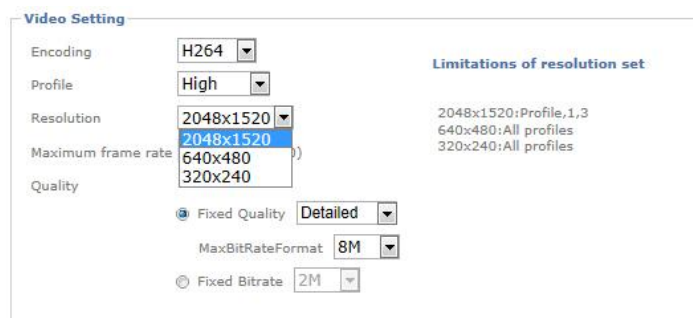 Video Setting
Encoding H264
Profile High
Limitations of resolution set
Resolution 2048x1520
2048x1520:Profile,1,3
2048x1520
640x480:All profiles
Maximum frame rate 640x480 )
320x240:All profiles
320x240
Quality
Fixed Quality Detailed
MaxBitRateFormat 8M
Fixed Bitrate 2M